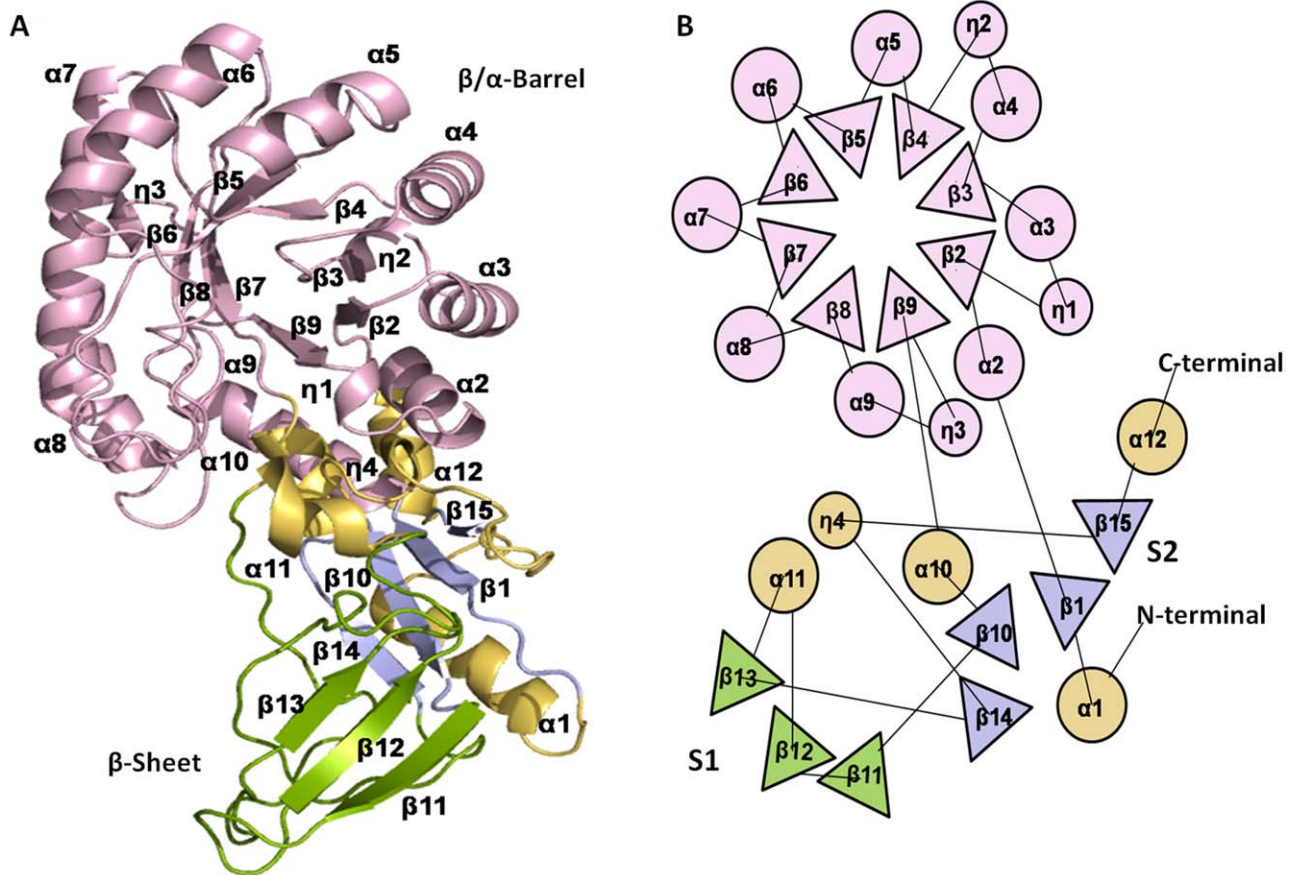 A
α7
α6
α5
β/α-Barrel
α4
η3
β5
β4
β6
β3
η2
α3
β8
β7
β9
β2
α9
η1
α2
α8
α10
η4
α12
β15
α11
β10
β1
β14
β13
α1
β12
β-Sheet
β11
B
η2
α5
α6
α4
β5
β4
β6
β3
α7
α3
β7
β2
β8
β9
η1
α8
α2
C-terminal
α9
η3
α12
η4
β15
S2
α11
α10
β1
N-terminal
β10
β13
β14
α1
S1
β12
β11